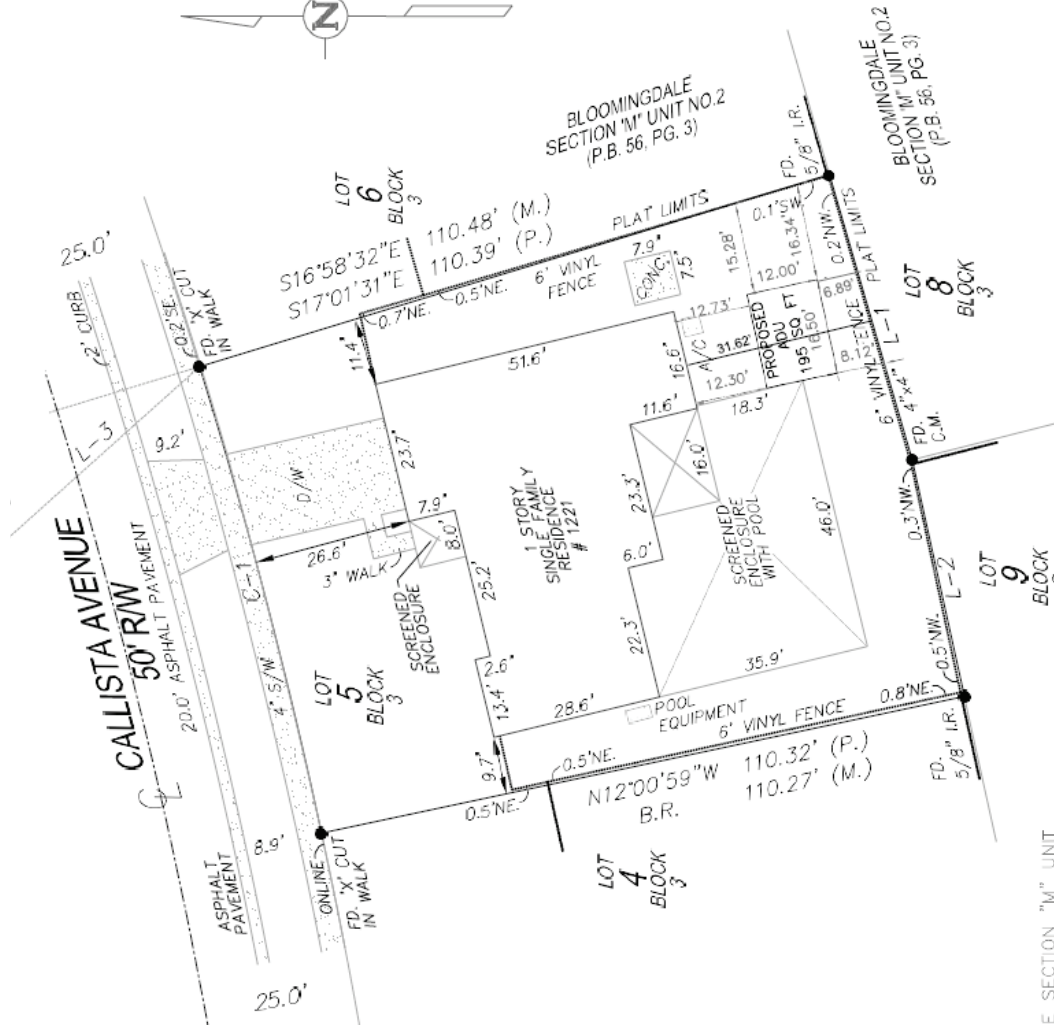 N
25.0'
2' CURB
0.2'SE.
FD. 'X' CUT
IN WALK
L-3
9.2'
CALLISTA AVENUE
50' R/W
20.0' ASPHALT PAVEMENT
ASPHALT
PAVEMENT
8.9'
25.0'
4' S/W
C-1
ONLINE
FD. 'X' CUT
IN WALK
LOT
6
BLOCK
3
S16°58'32"E 110.48' (M.)
S17°01'31"E 110.39' (P.)
BLOOMINGDALE
SECTION 'M' UNIT NO.2
(P.B. 56, PG. 3)
PLAT LIMITS
6' VINYL
FENCE
0.7'NE.
0.5'NE.
11.4"
51.6'
D/W
23.7'
26.6'
7.9"
8.0'
3" WALK
SCREENED
ENCLOSURE
25.2'
2.6"
13.4'
9.7"
LOT
5
BLOCK
3
1 STORY
SINGLE FAMILY
RESIDENCE
# 1221
CONC.
7.9"
7.5'
15.28'
0.1'SW.
16.34'
FD.
5/8" I.R.
12.00'
12.73'
A/C
31.62'
16.6"
12.30'
PROPOSED
ADU
195 SQ. FT
16.50'
6.89'
8.12'
0.2'NW.
18.3'
11.6'
23.3'
16.0'
6.0'
22.3'
28.6'
SCREENED
ENCLOSURE
WITH POOL
46.0'
35.9'
POOL
EQUIPMENT
6' VINYL FENCE
0.8'NE.
0.5'NE.
0.5'NE.
N12°00'59"W 110.32' (P.)
110.27' (M.)
B.R.
LOT
4
BLOCK
3
FD.
5/8" I.R.
0.5'NW.
L-2
0.3'NW.
LOT
9
BLOCK
FD. 4"x4"
C.M.
6" VINYL FENCE
L-1
PLAT LIMITS
LOT
8
BLOCK
3
BLOOMINGDALE
SECTION 'M' UNIT NO.2
(P.B. 56, PG. 3)
E SECTION "M" UNIT